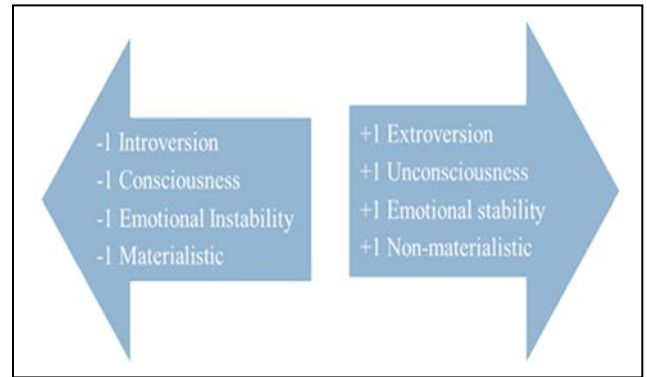 -1 Introversion
-1 Consciousness
-1 Emotional Instability
-1 Materialistic
+1 Extroversion
+1 Unconsciousness
+1 Emotional stability
+1 Non-materialistic